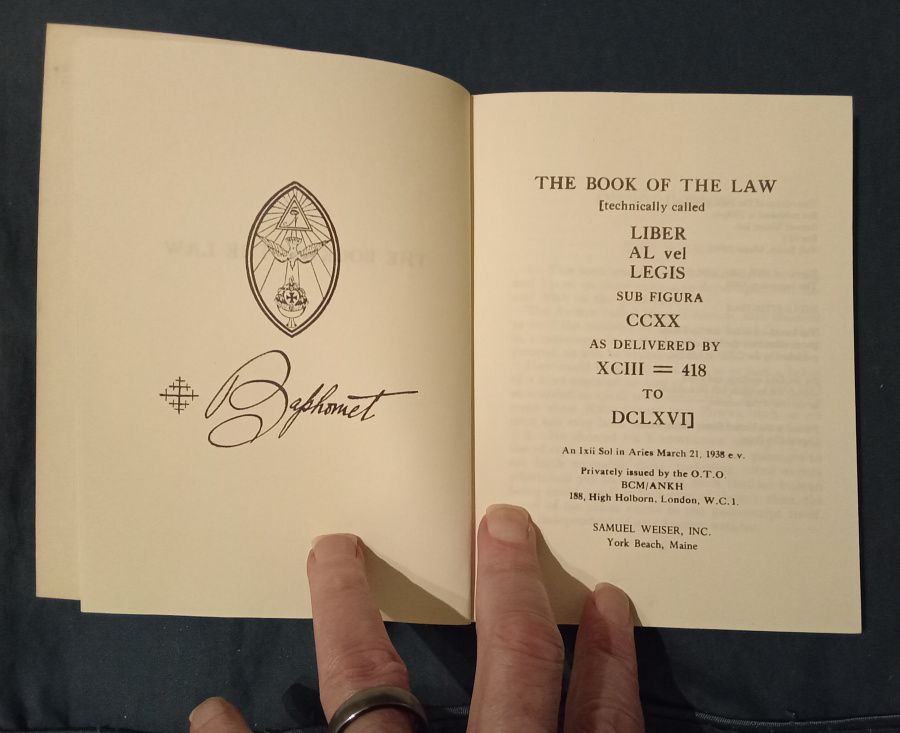 Baphomet
THE BOOK OF THE LAW
[technically called
LIBER
AL vel
LEGIS
SUB FIGURA
CCXX
AS DELIVERED BY
XCIII = 418
TO
DCLXVI]
An Ixii Sol in Aries March 21, 1938 e.v.
Privately issued by the O.T.O.
BCM/ANKH
188, High Holborn, London, W.C.1.
SAMUEL WEISER, INC.
York Beach, Maine